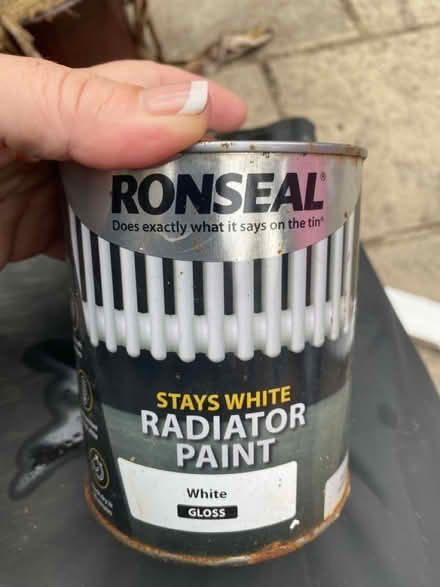 RONSEAL®
Does exactly what it says on the tin®
STAYS WHITE
RADIATOR
PAINT
White
GLOSS